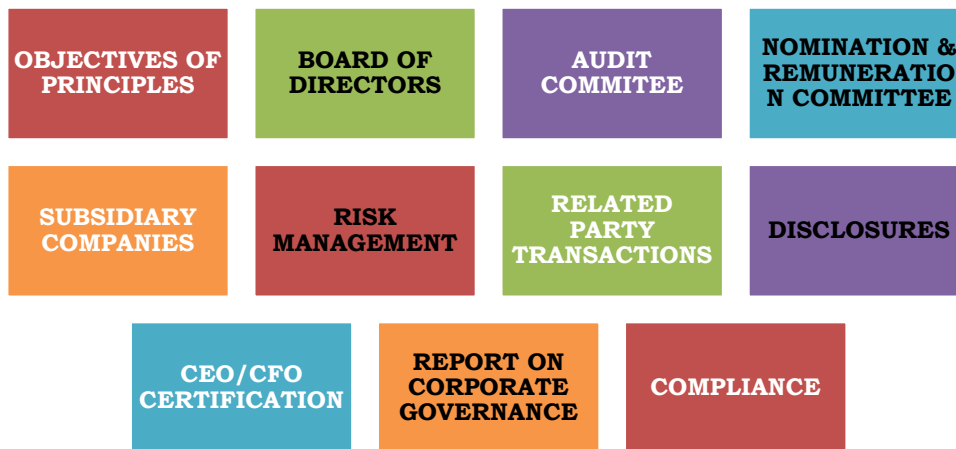 OBJECTIVES OF
PRINCIPLES
BOARD OF
DIRECTORS
AUDIT
COMMITEE
NOMINATION &
REMUNERATIO
N COMMITTEE
SUBSIDIARY
COMPANIES
RISK
MANAGEMENT
RELATED
PARTY
TRANSACTIONS
DISCLOSURES
CEO/CFO
CERTIFICATION
REPORT ON
CORPORATE
GOVERNANCE
COMPLIANCE